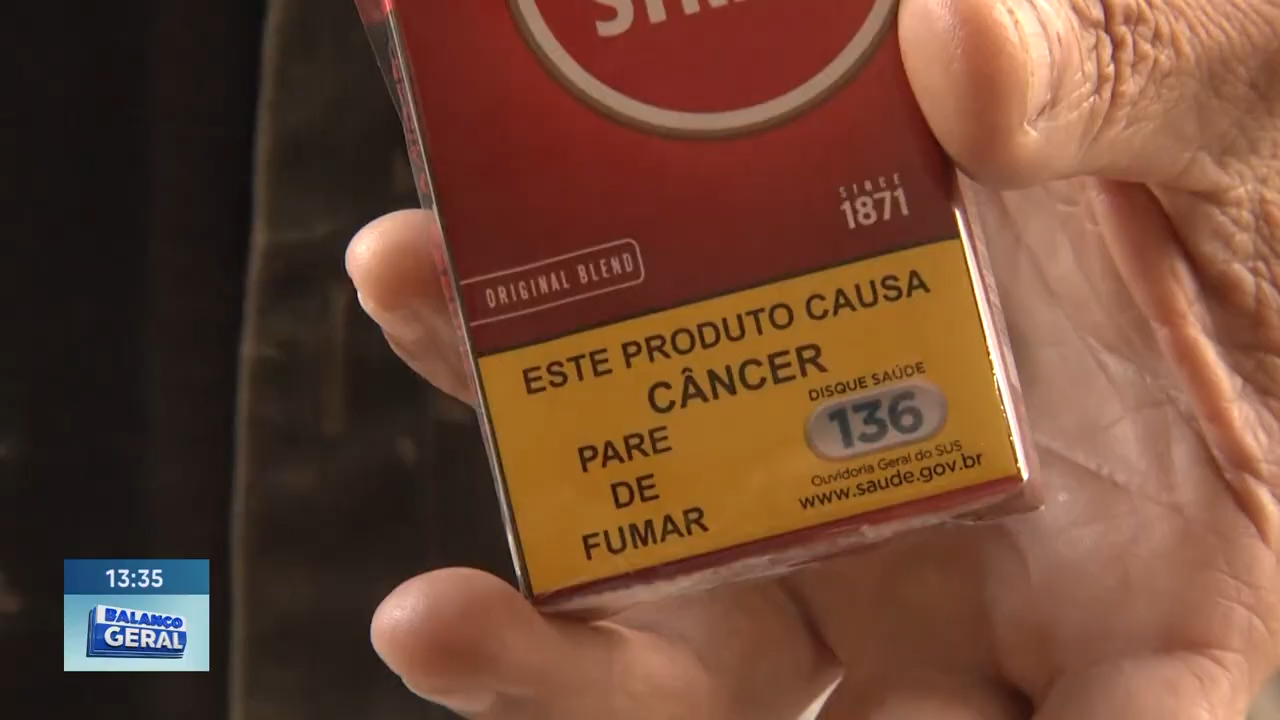 SINCE
1871
ORIGINAL BLEND
ESTE PRODUTO CAUSA
CÂNCER
PARE
DE
FUMAR
DISQUE SAÚDE
136
Ouvidoria Geral do SUS
www.saude.gov.br
13:35
BALANÇO
GERAL